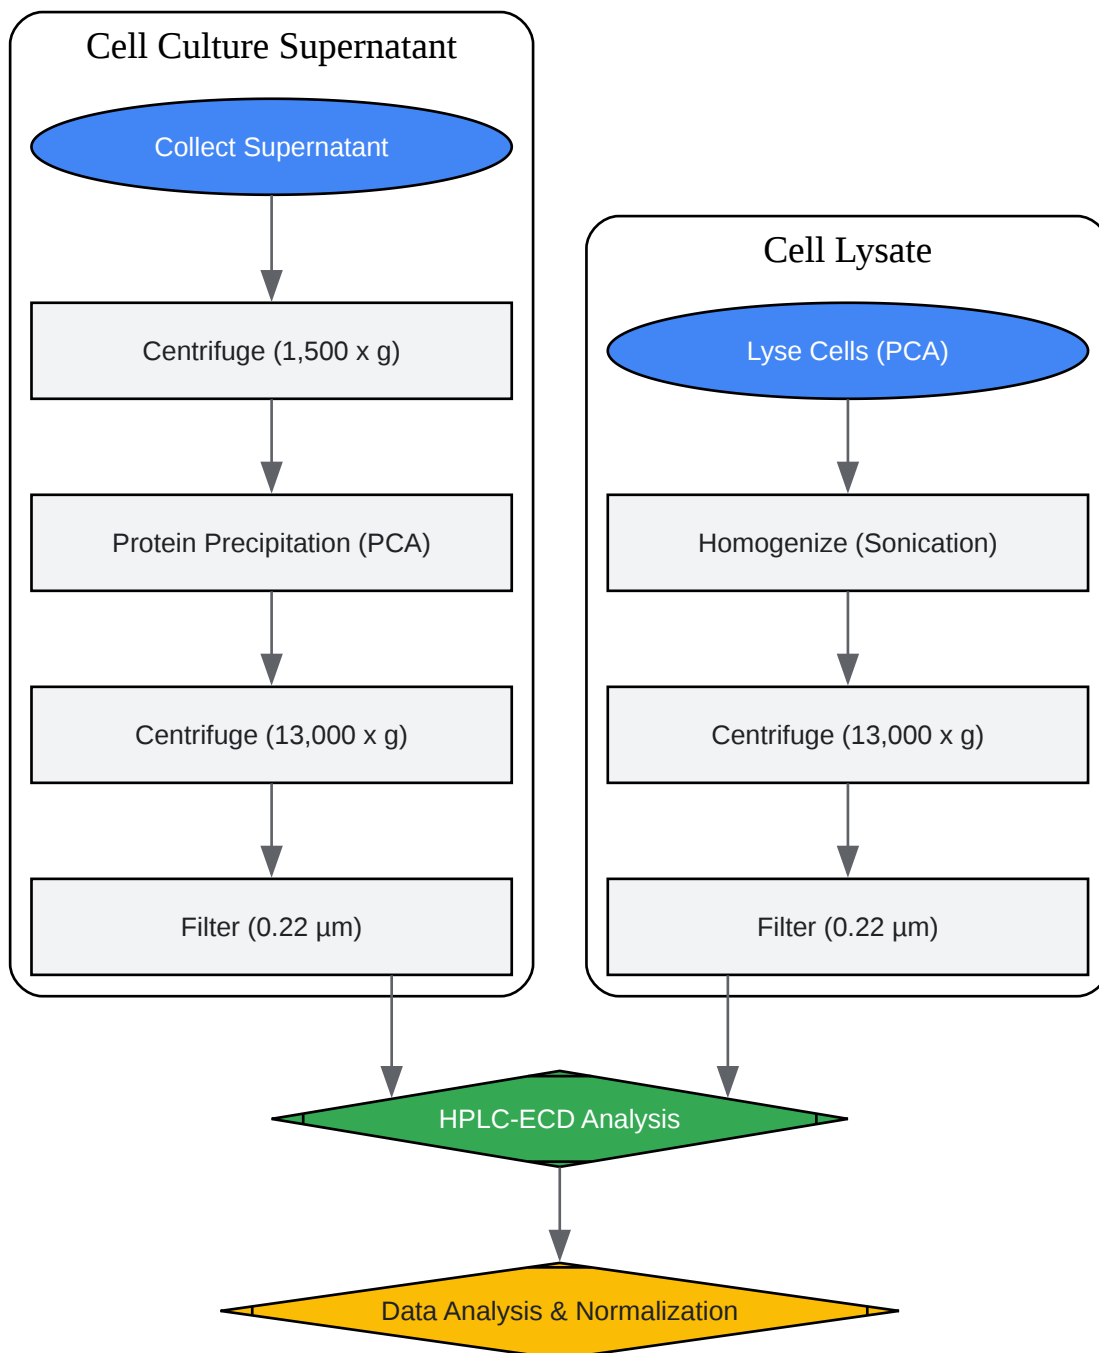 Cell Culture Supernatant
Collect Supernatant
Centrifuge (1,500 x g)
Protein Precipitation (PCA)
Centrifuge (13,000 x g)
Filter (0.22 µm)
Cell Lysate
Lyse Cells (PCA)
Homogenize (Sonication)
Centrifuge (13,000 x g)
Filter (0.22 µm)
HPLC-ECD Analysis
Data Analysis & Normalization